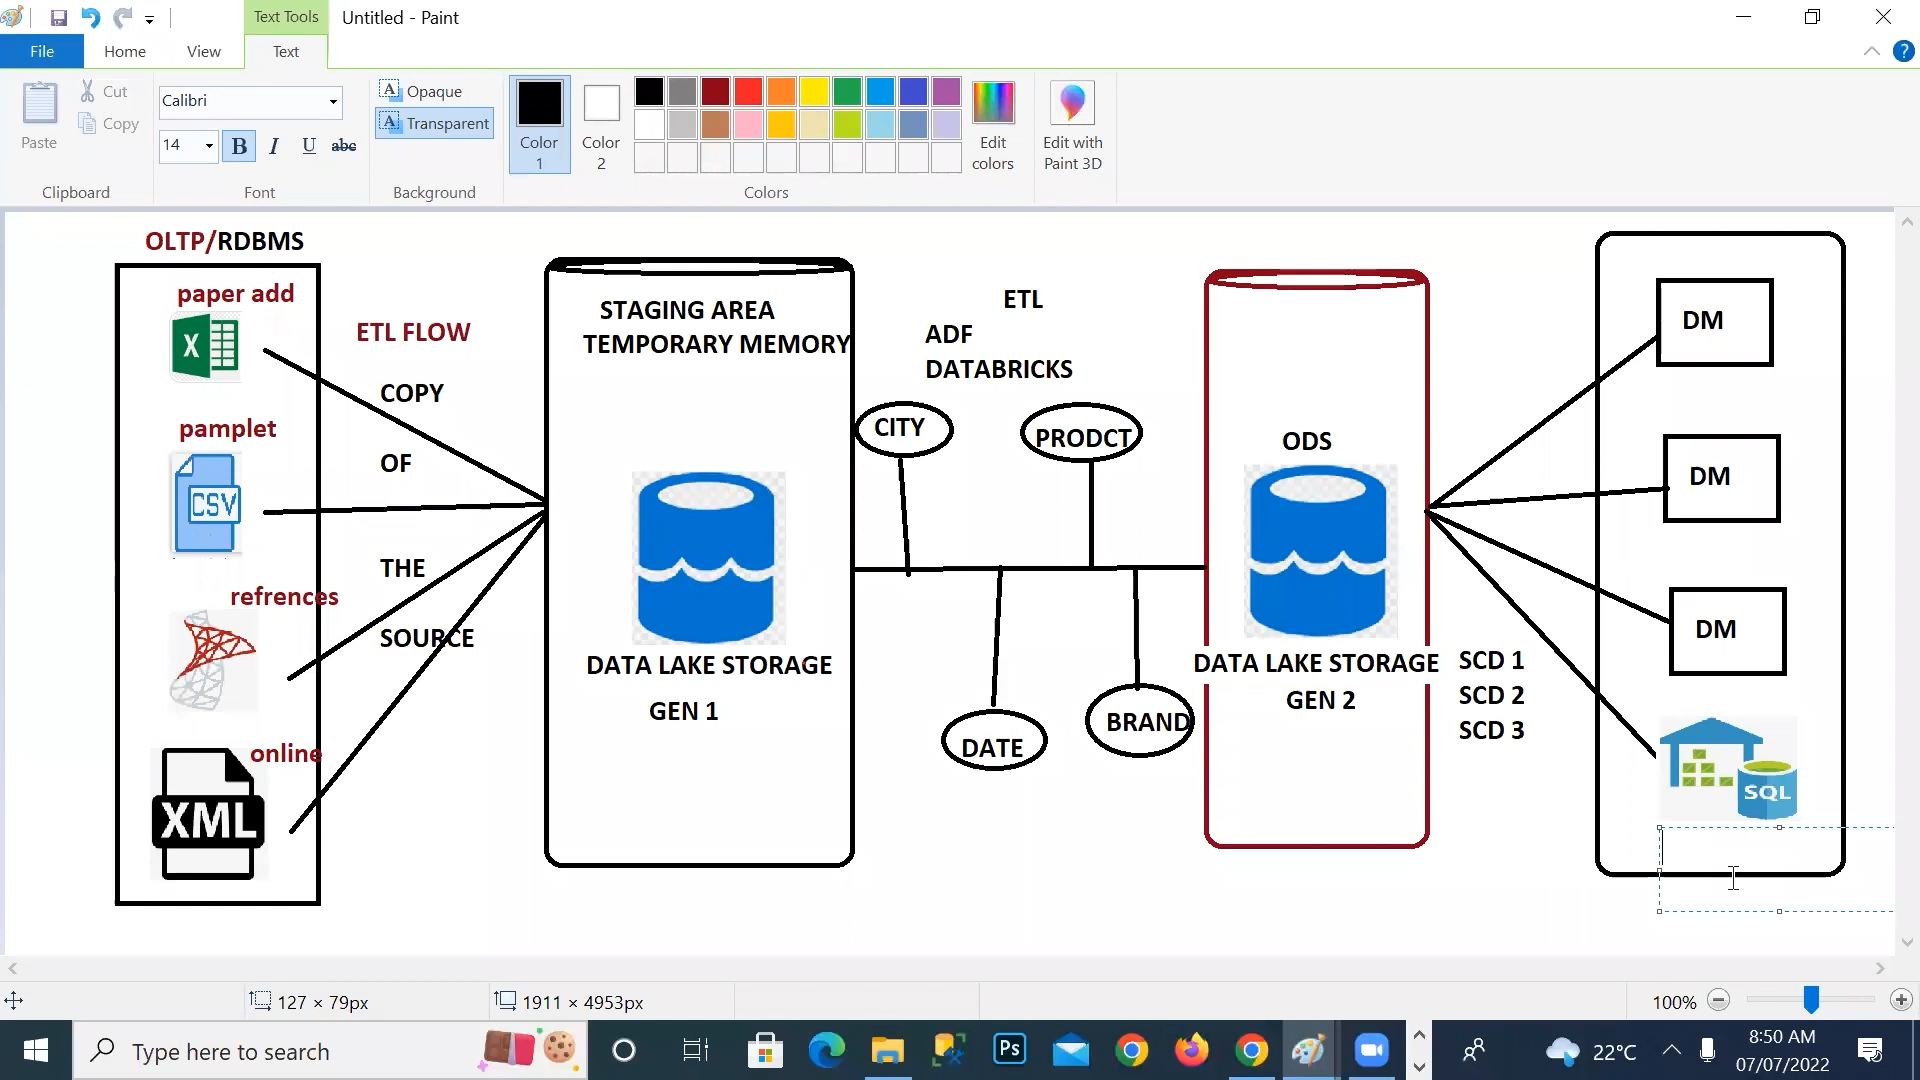 Text Tools
Untitled - Paint
File
Home
View
Text
Paste
Cut
Copy
Clipboard
Calibri
14
B
I
U
abc
Font
A Opaque
A Transparent
Background
Color 1
Color 2
Colors
Edit colors
Edit with Paint 3D
OLTP/RDBMS
paper add
X
pamplet
CSV
refrences
online
XML
ETL FLOW
COPY
OF
THE
SOURCE
STAGING AREA
TEMPORARY MEMORY
DATA LAKE STORAGE
GEN 1
ETL
ADF
DATABRICKS
CITY
PRODCT
DATE
BRAND
ODS
DATA LAKE STORAGE
GEN 2
SCD 1
SCD 2
SCD 3
DM
DM
DM
SQL
127 × 79px
1911 × 4953px
100%
Type here to search
Ps
22°C
8:50 AM
07/07/2022